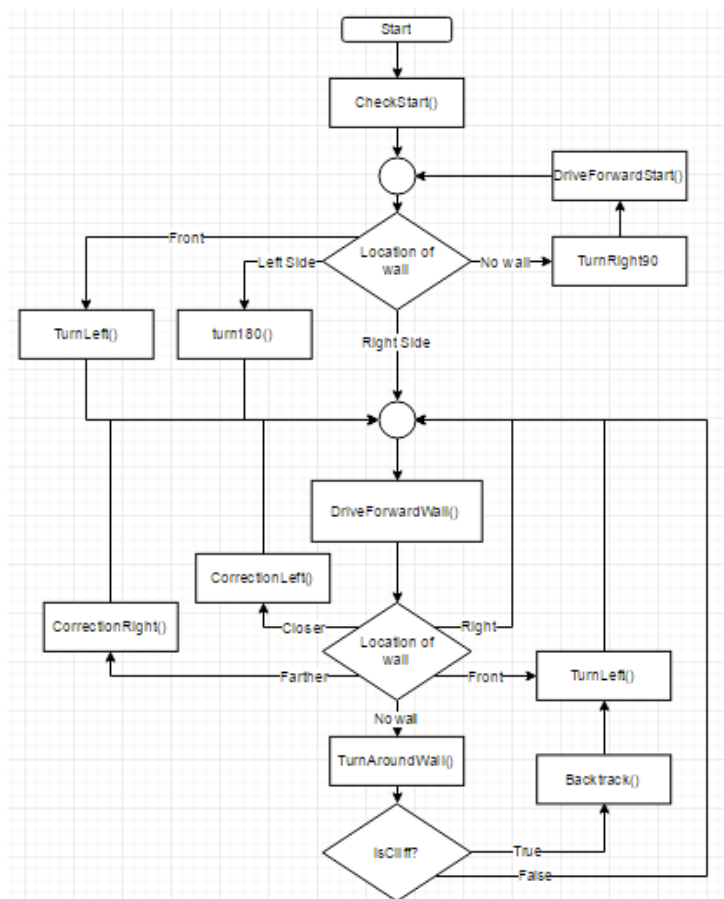 Start
CheckStart()
DriveForwardStart()
Front
Left Side
Location of
wall
No wall
TurnRight90
TurnLeft()
turn180()
Right Side
DriveForwardWall()
CorrectionLeft()
CorrectionRight()
Closer
Location of
wall
Right
Farther
Front
TurnLeft()
No wall
TurnAroundWall()
Backtrack()
IsCliff?
True
False